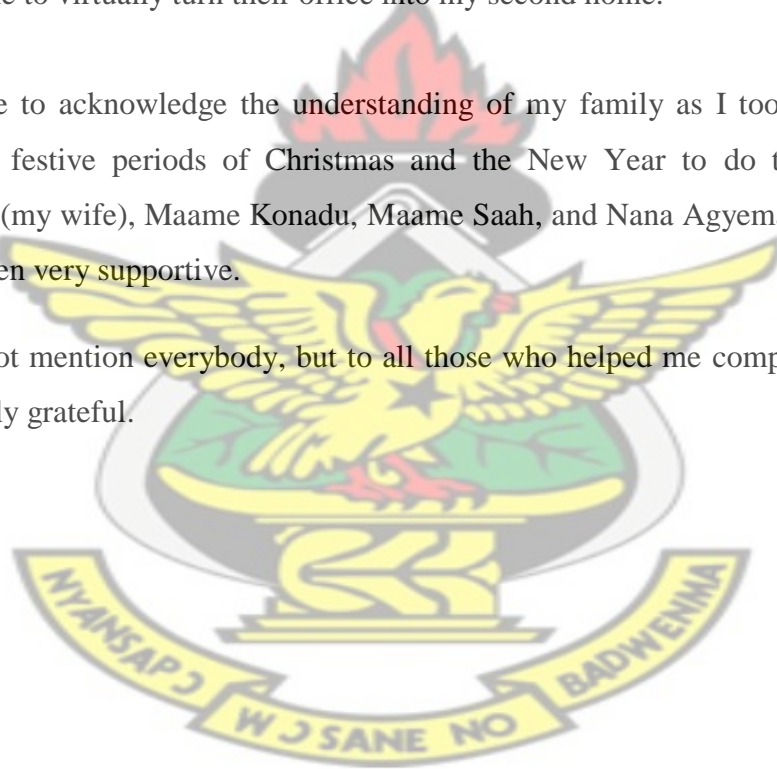 to virtually turn their office into my second home.
to acknowledge the understanding of my family as I too
festive periods of Christmas and the New Year to do
(my wife), Maame Konadu, Maame Saah, and Nana Agyem
en very supportive.
ot mention everybody, but to all those who helped me comp
ly grateful.
NYANSAPƆ
WƆSANE NO
BADWENMA